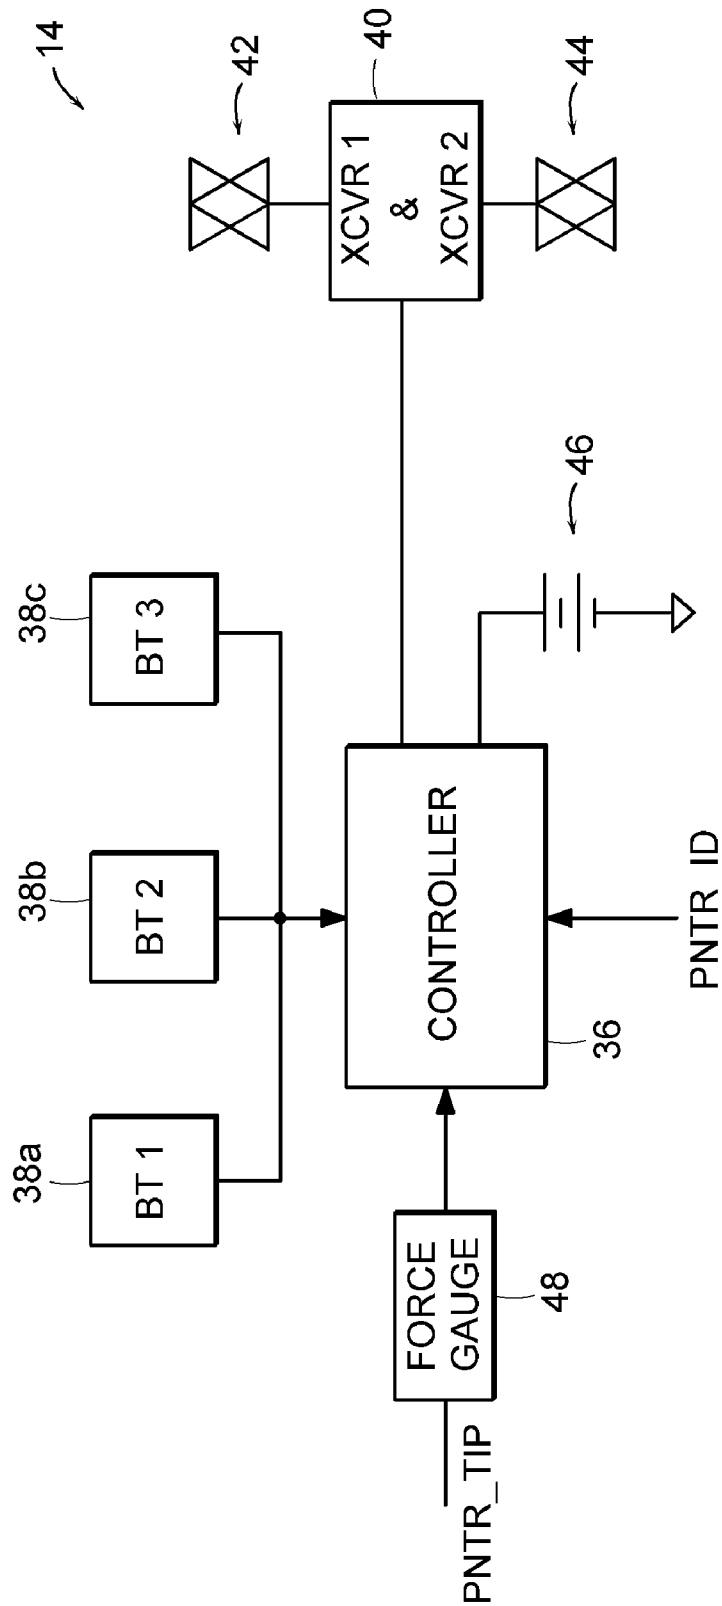 14
38a
38b
38c
42
BT 1
BT 2
BT 3
40
XCVR 1
&
XCVR 2
FORCE
GAUGE
48
PNTR_TIP
CONTROLLER
36
46
44
PNTR_ID